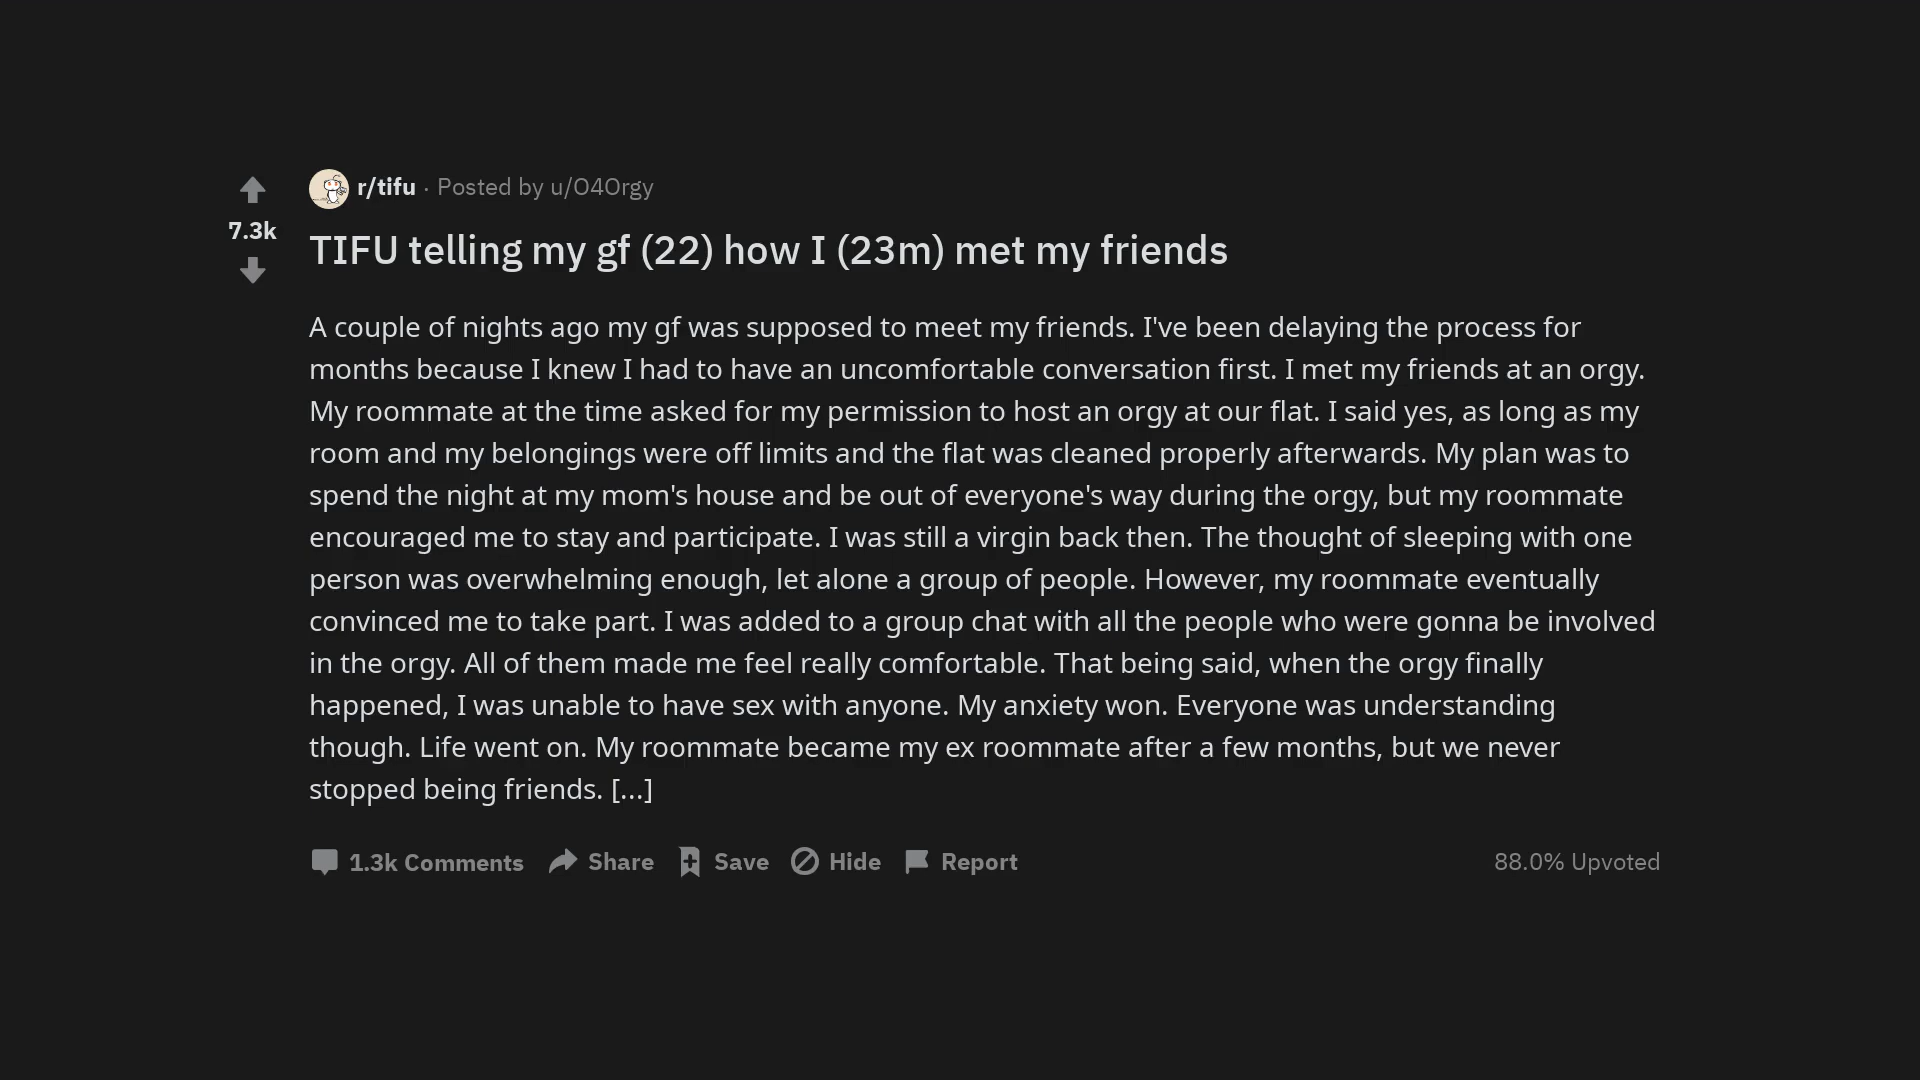 r/tifu · Posted by u/O4Orgy
7.3k
TIFU telling my gf (22) how I (23m) met my friends
A couple of nights ago my gf was supposed to meet my friends. I've been delaying the process for
months because I knew I had to have an uncomfortable conversation first. I met my friends at an orgy.
My roommate at the time asked for my permission to host an orgy at our flat. I said yes, as long as my
room and my belongings were off limits and the flat was cleaned properly afterwards. My plan was to
spend the night at my mom's house and be out of everyone's way during the orgy, but my roommate
encouraged me to stay and participate. I was still a virgin back then. The thought of sleeping with one
person was overwhelming enough, let alone a group of people. However, my roommate eventually
convinced me to take part. I was added to a group chat with all the people who were gonna be involved
in the orgy. All of them made me feel really comfortable. That being said, when the orgy finally
happened, I was unable to have sex with anyone. My anxiety won. Everyone was understanding
though. Life went on. My roommate became my ex roommate after a few months, but we never
stopped being friends. [...]
1.3k Comments Share Save Hide Report 88.0% Upvoted